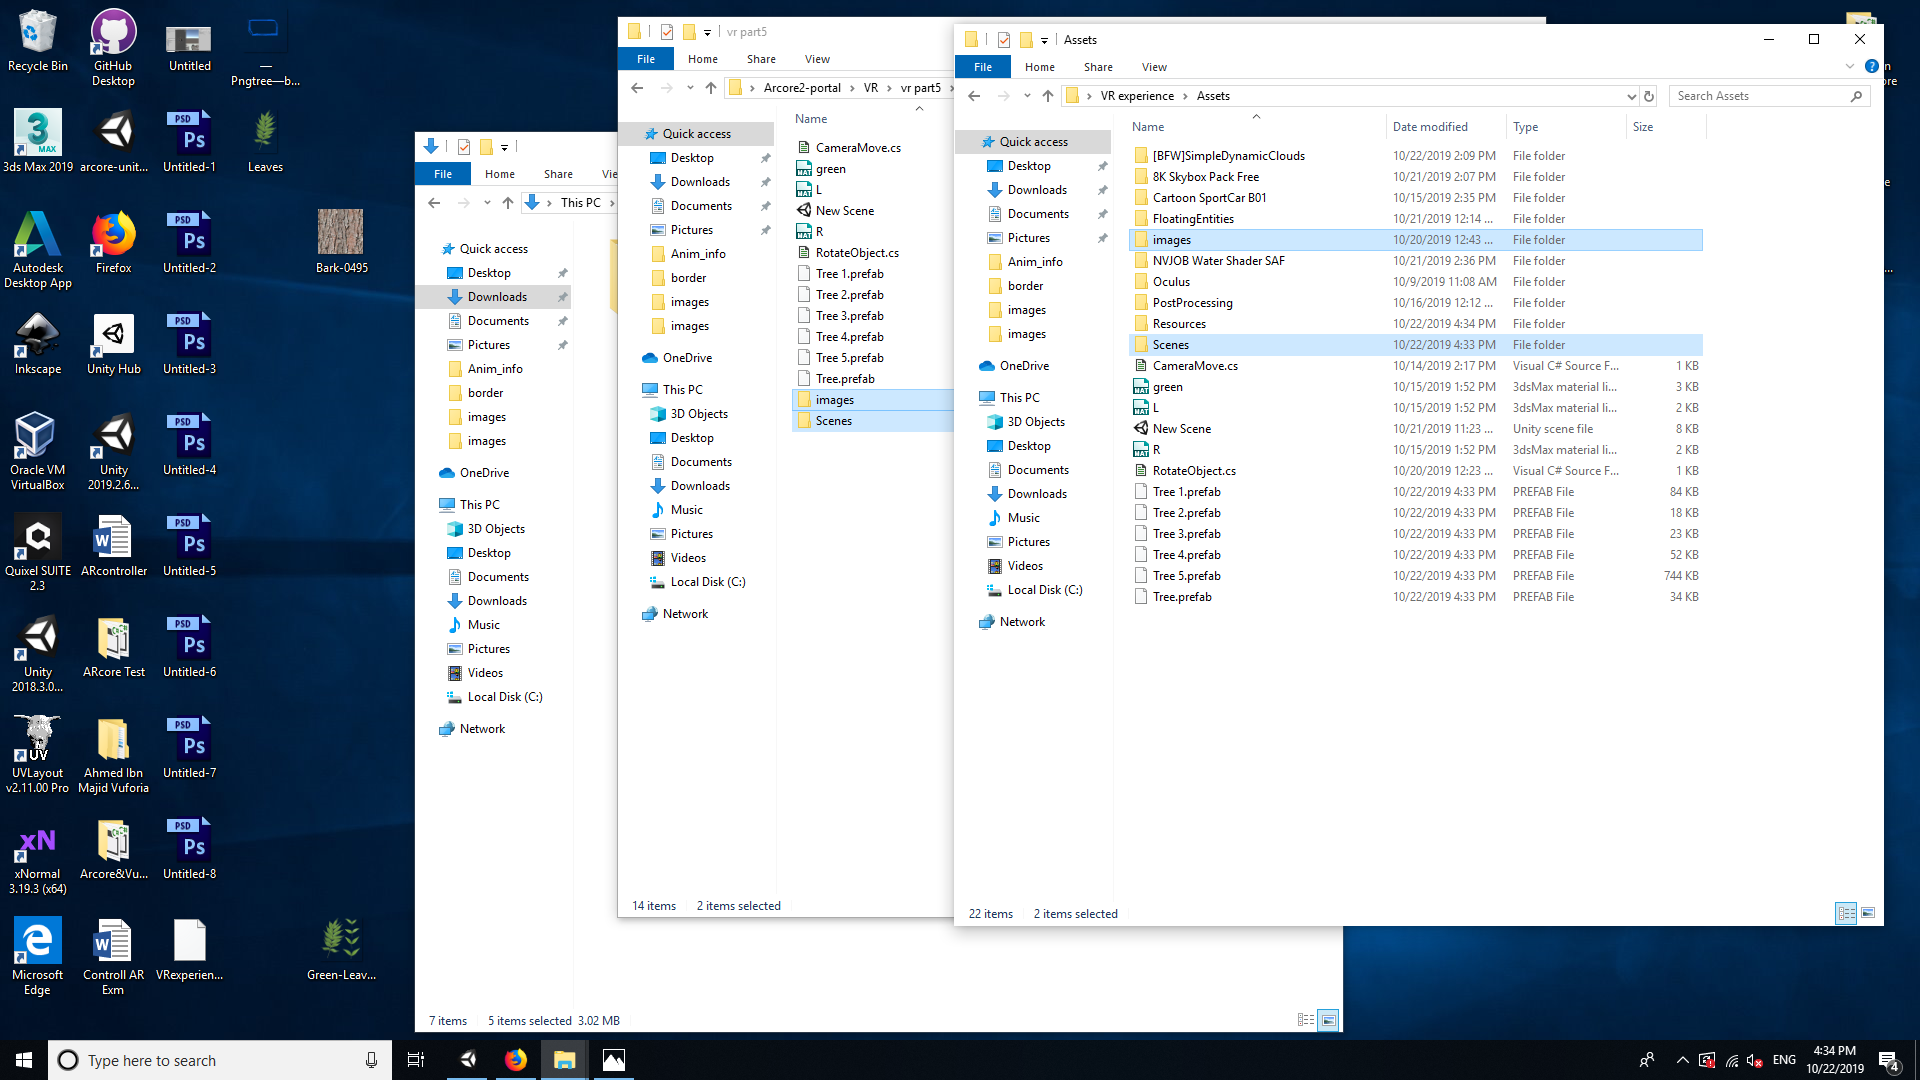 Recycle Bin
GitHub Desktop
Untitled
—
Pngtree—b...
3ds Max 2019
arcore-unit...
Untitled-1
Leaves
Autodesk Desktop App
Firefox
Untitled-2
Bark-0495
Inkscape
Unity Hub
Untitled-3
Oracle VM VirtualBox
Unity 2019.2.6...
Untitled-4
Quixel SUITE 2.3
ARcontroller
Untitled-5
Unity 2018.3.0...
ARcore Test
Untitled-6
UVLayout v2.11.00 Pro
Ahmed Ibn Majid Vuforia
Untitled-7
xNormal 3.19.3 (x64)
Arcore&Vu...
Untitled-8
Microsoft Edge
Controll AR Exm
VRexperien...
Green-Leav...
File
Home
Share
Vie
This PC
Quick access
Desktop
Downloads
Documents
Pictures
Anim_info
border
images
images
OneDrive
This PC
3D Objects
Desktop
Documents
Downloads
Music
Pictures
Videos
Local Disk (C:)
Network
7 items
5 items selected 3.02 MB
vr part5
File
Home
Share
View
Arcore2-portal
VR
vr part5
Quick access
Desktop
Downloads
Documents
Pictures
Anim_info
border
images
images
OneDrive
This PC
3D Objects
Desktop
Documents
Downloads
Music
Pictures
Videos
Local Disk (C:)
Network
Name
CameraMove.cs
green
L
New Scene
R
RotateObject.cs
Tree 1.prefab
Tree 2.prefab
Tree 3.prefab
Tree 4.prefab
Tree 5.prefab
Tree.prefab
images
Scenes
14 items
2 items selected
Assets
File
Home
Share
View
VR experience
Assets
Search Assets
Quick access
Desktop
Downloads
Documents
Pictures
Anim_info
border
images
images
OneDrive
This PC
3D Objects
Desktop
Documents
Downloads
Music
Pictures
Videos
Local Disk (C:)
Network
Name Date modified Type Size
[BFW]SimpleDynamicClouds 10/22/2019 2:09 PM File folder
8K Skybox Pack Free 10/21/2019 2:07 PM File folder
Cartoon SportCar B01 10/15/2019 2:35 PM File folder
FloatingEntities 10/21/2019 12:14 ... File folder
images 10/20/2019 12:43 ... File folder
NVJOB Water Shader SAF 10/21/2019 2:36 PM File folder
Oculus 10/9/2019 11:08 AM File folder
PostProcessing 10/16/2019 12:12 ... File folder
Resources 10/22/2019 4:34 PM File folder
Scenes 10/22/2019 4:33 PM File folder
CameraMove.cs 10/14/2019 2:17 PM Visual C# Source F... 1 KB
green 10/15/2019 1:52 PM 3dsMax material li... 3 KB
L 10/15/2019 1:52 PM 3dsMax material li... 2 KB
New Scene 10/21/2019 11:23 ... Unity scene file 8 KB
R 10/15/2019 1:52 PM 3dsMax material li... 2 KB
RotateObject.cs 10/20/2019 12:23 ... Visual C# Source F... 1 KB
Tree 1.prefab 10/22/2019 4:33 PM PREFAB File 84 KB
Tree 2.prefab 10/22/2019 4:33 PM PREFAB File 18 KB
Tree 3.prefab 10/22/2019 4:33 PM PREFAB File 23 KB
Tree 4.prefab 10/22/2019 4:33 PM PREFAB File 52 KB
Tree 5.prefab 10/22/2019 4:33 PM PREFAB File 744 KB
Tree.prefab 10/22/2019 4:33 PM PREFAB File 34 KB
22 items
2 items selected
Type here to search
ENG
4:34 PM
10/22/2019
4